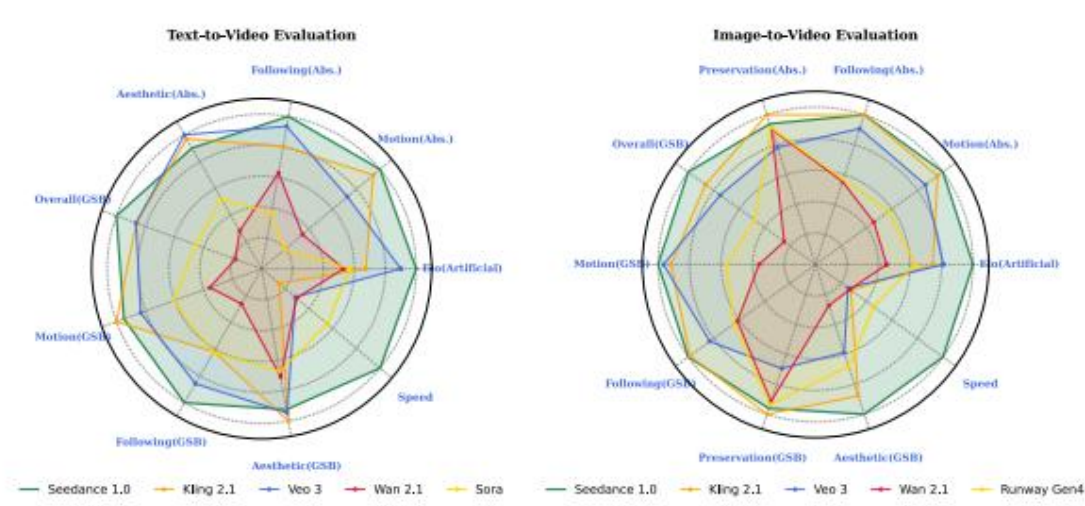 Text-to-Video Evaluation
Following(Abs.)
Aesthetic(Abs.)
Motion(Abs.)
Overall(GSB)
Elo(Artificial)
Motion(GSB)
Speed
Following(GSB)
Aesthetic(GSB)
Seedance 1.0 Kling 2.1 Veo 3 Wan 2.1 Sora
Image-to-Video Evaluation
Preservation(Abs.) Following(Abs.)
Overall(GSB) Motion(Abs.)
Motion(GSB) Elo(Artificial)
Following(GSB) Speed
Preservation(GSB) Aesthetic(GSB)
Seedance 1.0 Kling 2.1 Veo 3 Wan 2.1 Runway Gen4